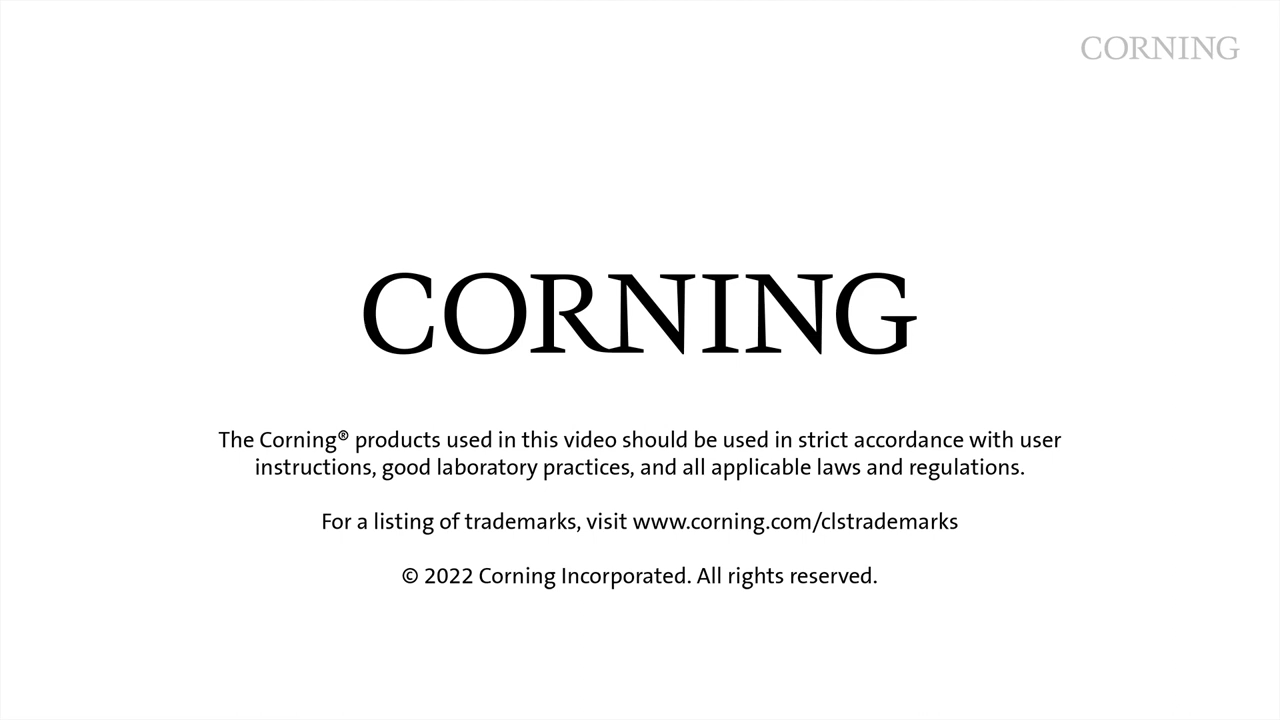 CORNING
CORNING
The Corning® products used in this video should be used in strict accordance with user
instructions, good laboratory practices, and all applicable laws and regulations.
For a listing of trademarks, visit www.corning.com/clstrademarks
© 2022 Corning Incorporated. All rights reserved.